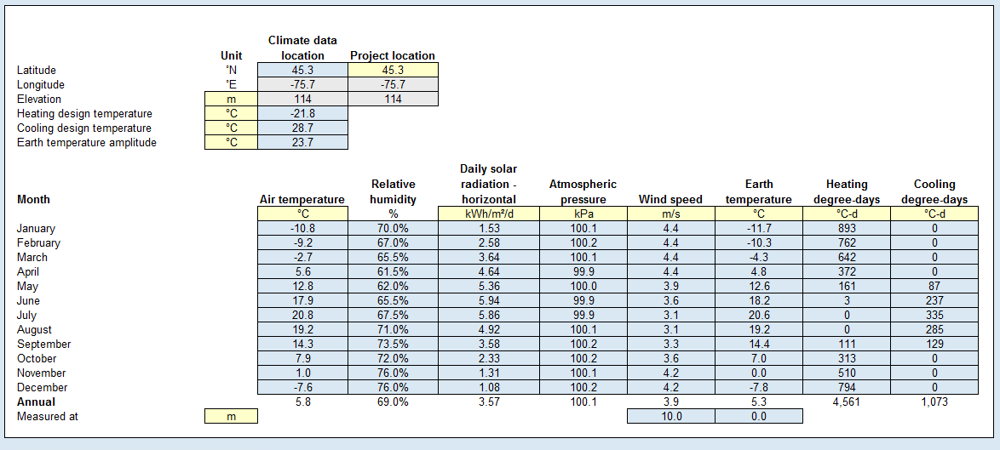 Climate data
Unit location Project location
Latitude ˚N 45.3 45.3
Longitude ˚E -75.7 -75.7
Elevation m 114 114
Heating design temperature °C -21.8
Cooling design temperature °C 28.7
Earth temperature amplitude °C 23.7
Daily solar
Relative radiation - Atmospheric Earth Heating Cooling
Month Air temperature humidity horizontal pressure Wind speed temperature degree-days degree-days
°C % kWh/m²/d kPa m/s °C °C-d °C-d
January -10.8 70.0% 1.53 100.1 4.4 -11.7 893 0
February -9.2 67.0% 2.58 100.2 4.4 -10.3 762 0
March -2.7 65.5% 3.64 100.1 4.4 -4.3 642 0
April 5.6 61.5% 4.64 99.9 4.4 4.8 372 0
May 12.8 62.0% 5.36 100.0 3.9 12.6 161 87
June 17.9 65.5% 5.94 99.9 3.6 18.2 3 237
July 20.8 67.5% 5.86 99.9 3.1 20.6 0 335
August 19.2 71.0% 4.92 100.1 3.1 19.2 0 285
September 14.3 73.5% 3.58 100.2 3.3 14.4 111 129
October 7.9 72.0% 2.33 100.2 3.6 7.0 313 0
November 1.0 76.0% 1.31 100.1 4.2 0.0 510 0
December -7.6 76.0% 1.08 100.2 4.2 -7.8 794 0
Annual 5.8 69.0% 3.57 100.1 3.9 5.3 4,561 1,073
Measured at m 10.0 0.0